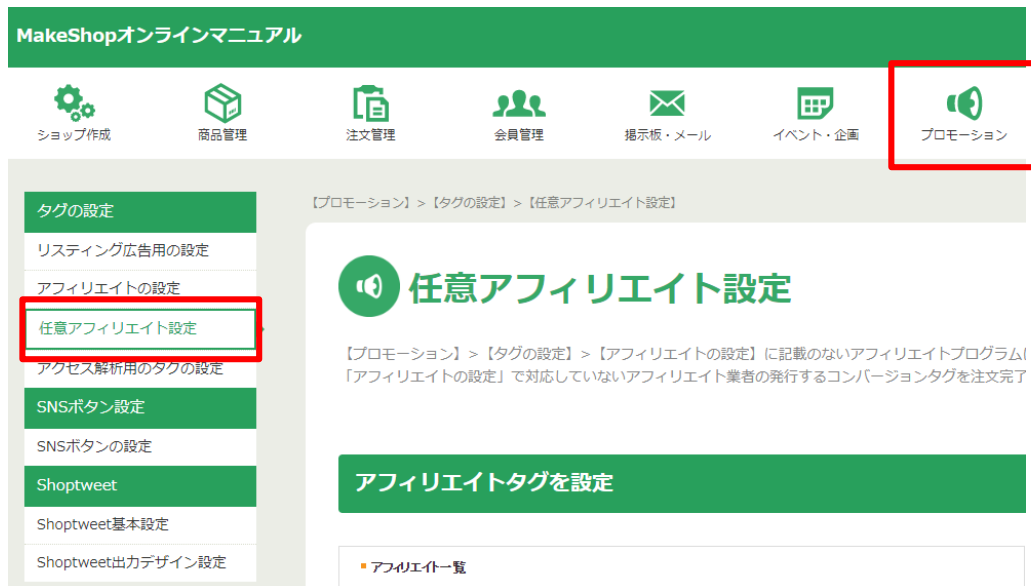 MakeShopオンラインマニュアル
ショップ作成
商品管理
注文管理
会員管理
掲示板・メール
イベント・企画
プロモーション
タグの設定
リスティング広告用の設定
アフィリエイトの設定
任意アフィリエイト設定
アクセス解析用のタグの設定
SNSボタン設定
SNSボタンの設定
Shoptweet
Shoptweet基本設定
Shoptweet出力デザイン設定
【プロモーション】>【タグの設定】>【任意アフィリエイト設定】
任意アフィリエイト設定
【プロモーション】>【タグの設定】>【アフィリエイトの設定】に記載のないアフィリエイトプログラム
「アフィリエイトの設定」で対応していないアフィリエイト業者の発行するコンバージョンタグを注文完了
アフィリエイトタグを設定
アフィリエイト一覧